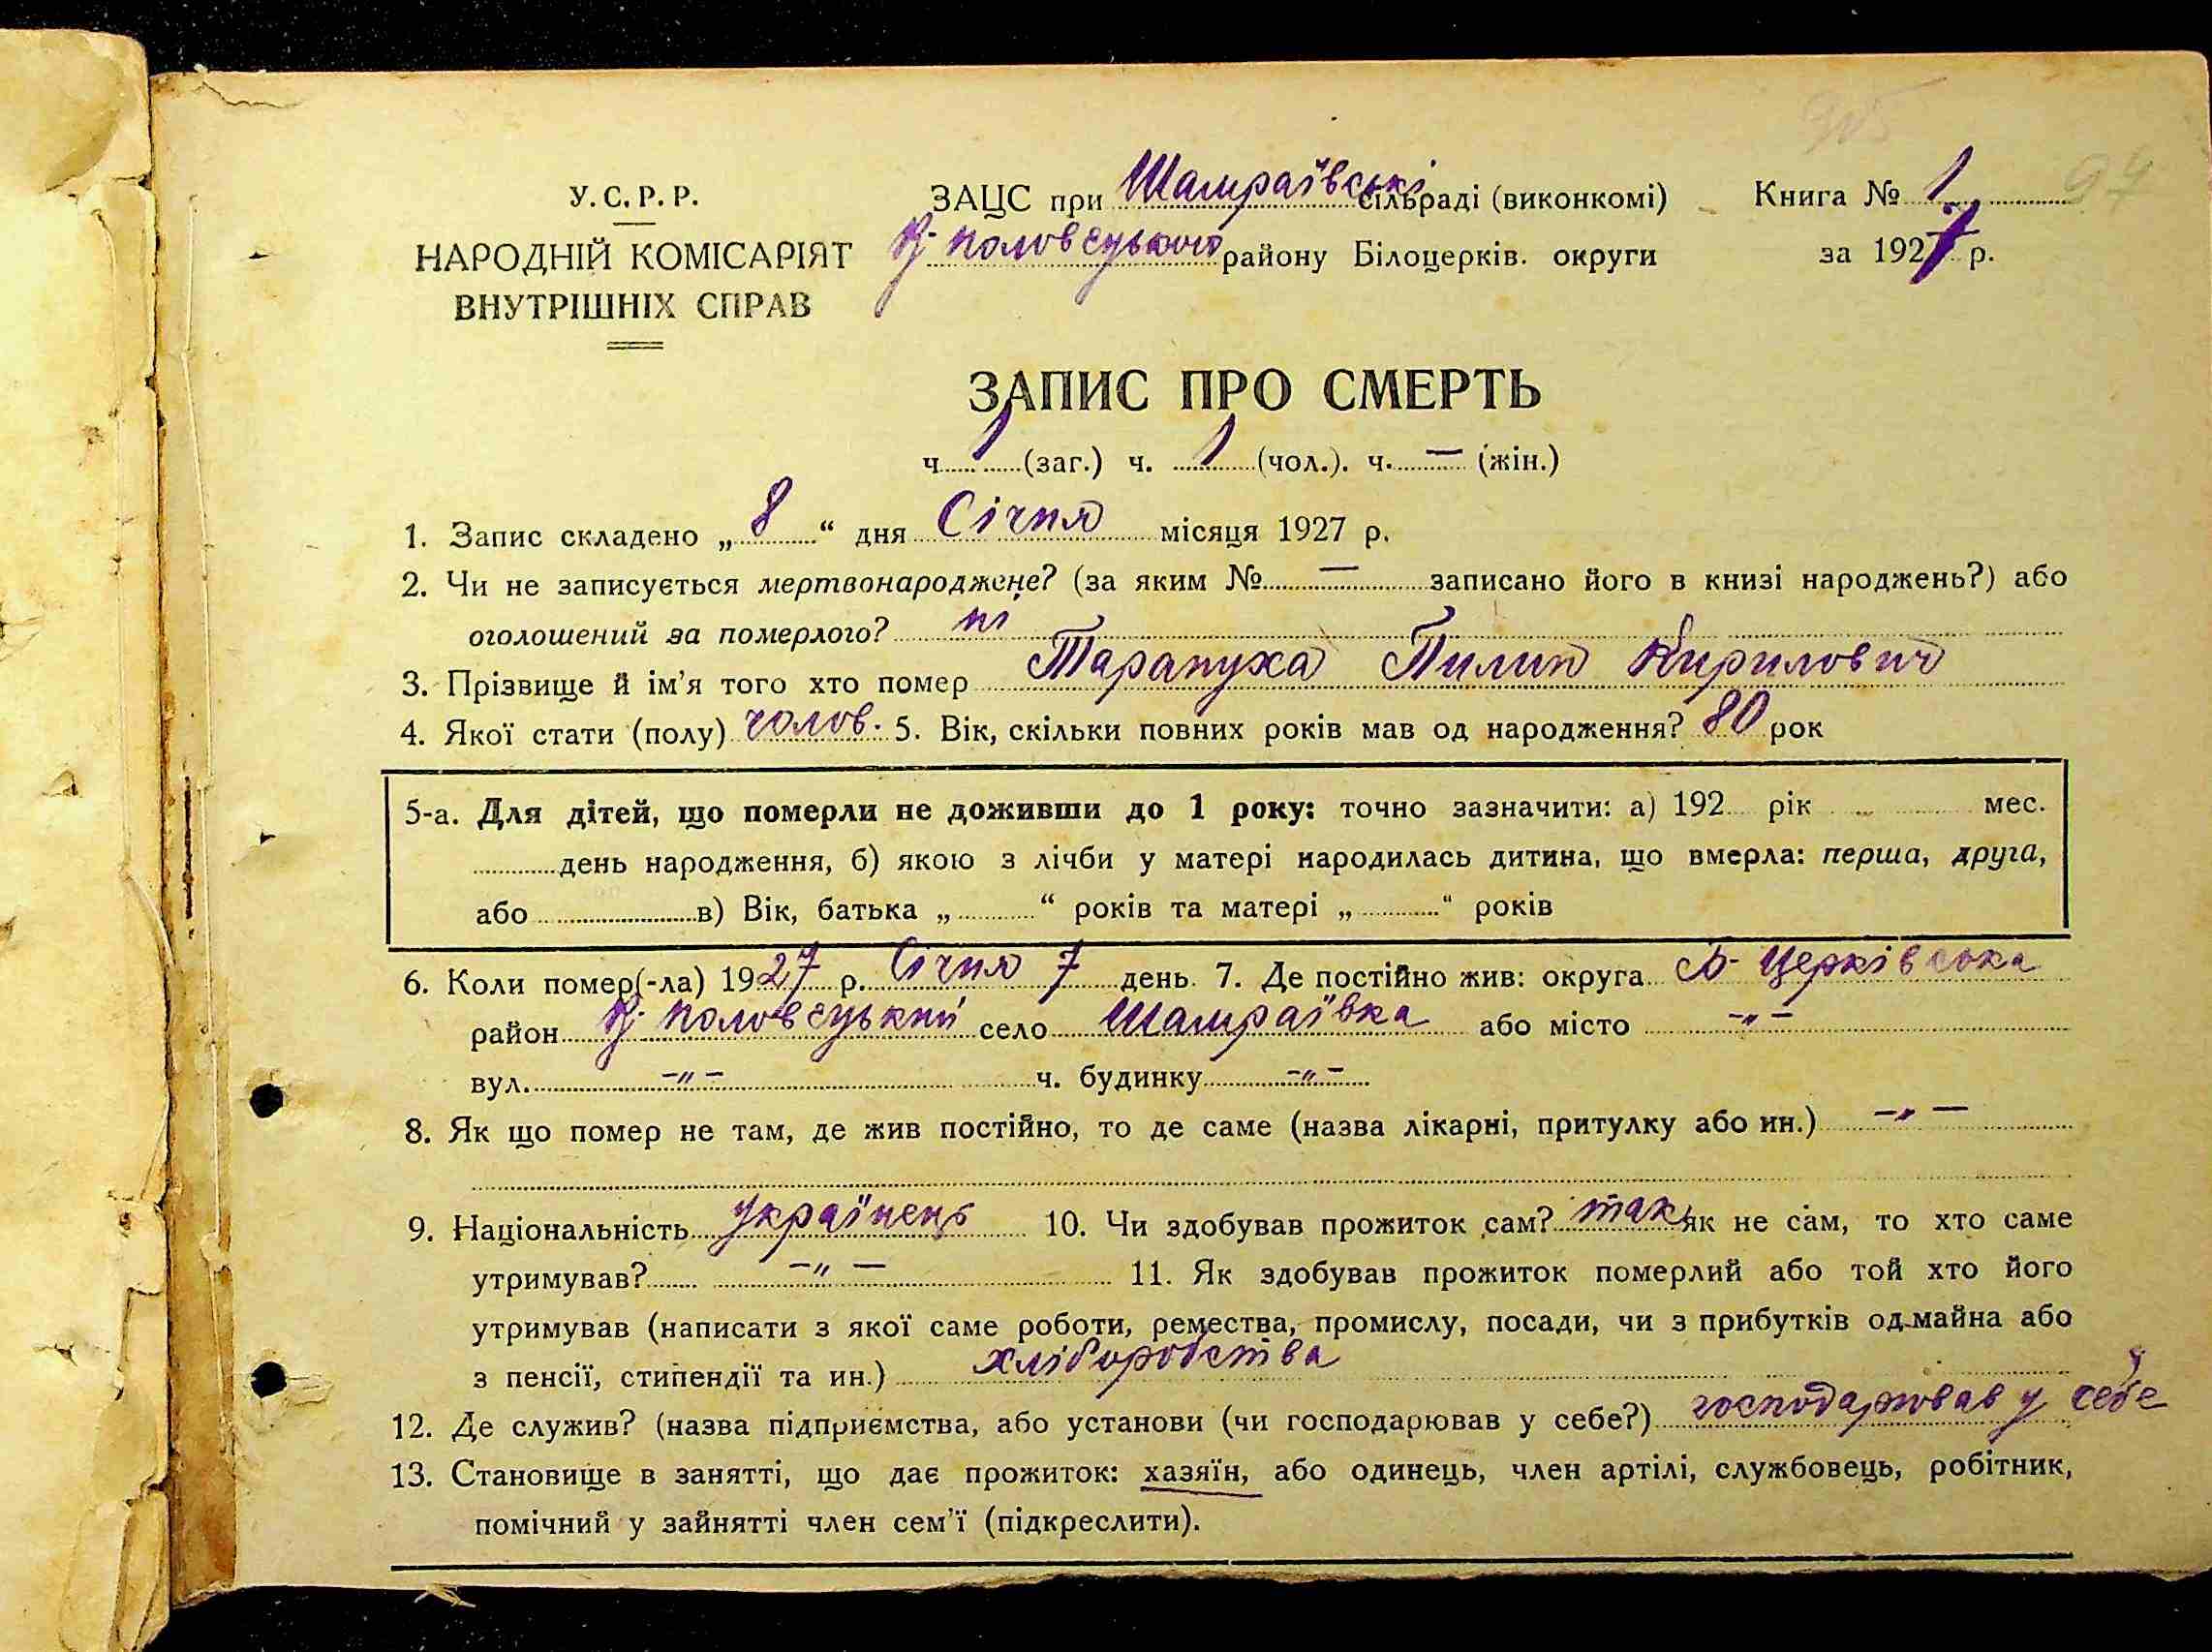 У.С.Р.Р.
НАРОДНІЙ КОМІСАРІЯТ
ВНУТРІШНІХ СПРАВ
ЗАЦС при Шамраївські сільраді (виконкомі)
В-Половецького району Білоцерків. округи
Книга № 1
97
за 1927 р.
ЗАПИС ПРО СМЕРТЬ
ч. 1 (заг.) ч. 1 (чол.). ч. — (жін.)
1. Запис складено „ 8 “ дня Січня місяця 1927 р.
2. Чи не записується мертвонароджене? (за яким № — записано його в книзі народжень?) або
оголошений за померлого? ні
3. Прізвище й ім'я того хто помер Тарапуха Пилип Кирилович
4. Якої стати (полу) чолов. 5. Вік, скільки повних років мав од народження? 80 рок
5-а. Для дітей, що померли не доживши до 1 року: точно зазначити: а) 192 рік мес.
день народження, б) якою з лічби у матері народилась дитина, що вмерла: перша, друга,
або в) Вік, батька „ “ років та матері „ “ років
6. Коли помер(-ла) 1927 р. Січня 7 день. 7. Де постійно жив: округа Б-Церківська
район В-Половецький село Шамраївка або місто -„-
вул. -„- ч. будинку -„-
8. Як що помер не там, де жив постійно, то де саме (назва лікарні, притулку або ин.) -„-
9. Національність українець 10. Чи здобував прожиток сам? так як не сам, то хто саме
утримував? -„- 11. Як здобував прожиток померлий або той хто його
утримував (написати з якої саме роботи, ремества, промислу, посади, чи з прибутків од майна або
з пенсії, стипендії та ин.) хліборобства
12. Де служив? (назва підприємства, або установи (чи господарював у себе?) господарював у себе
13. Становище в занятті, що дає прожиток: хазяїн, або одинець, член артілі, службовець, робітник,
помічний у зайнятті член сем'ї (підкреслити).